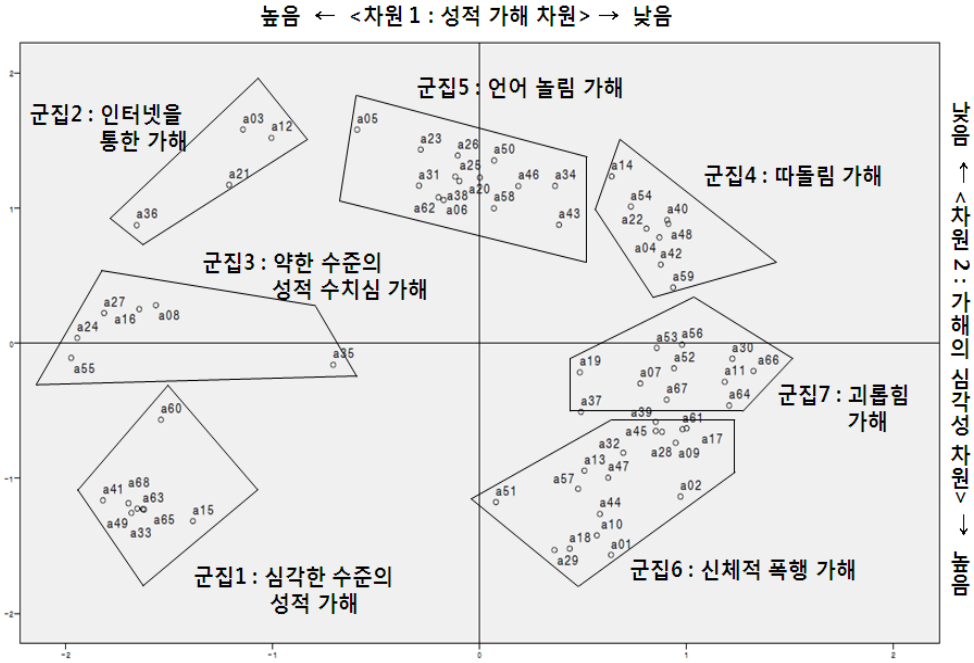 높음 ← <차원 1 : 성적 가해 차원> → 낮음
군집2 : 인터넷을
통한 가해
a03
a12
a21
a36
군집5 : 언어 놀림 가해
a05
a23
a26
a50
a25
a31
a46
a34
a20
a38
a62
a06
a58
a43
군집4 : 따돌림 가해
a14
a54
a40
a22
a48
a04
a42
a59
군집3 : 약한 수준의
성적 수치심 가해
a27
a16
a08
a24
a55
a35
a53
a56
a30
a19
a52
a66
a07
a11
a67
a64
a37
군집7 : 괴롭힘
가해
a60
a41
a68
a63
a15
a49
a65
a33
군집1 : 심각한 수준의
성적 가해
a39
a61
a45
a17
a32
a28
a09
a13
a47
a57
a02
a51
a44
a10
a18
a01
a29
군집6 : 신체적 폭행 가해
낮음 ← <차원 2 : 가해의 심각성 차원> → 높음
2
1
0
-1
-2
-2
-1
0
1
2